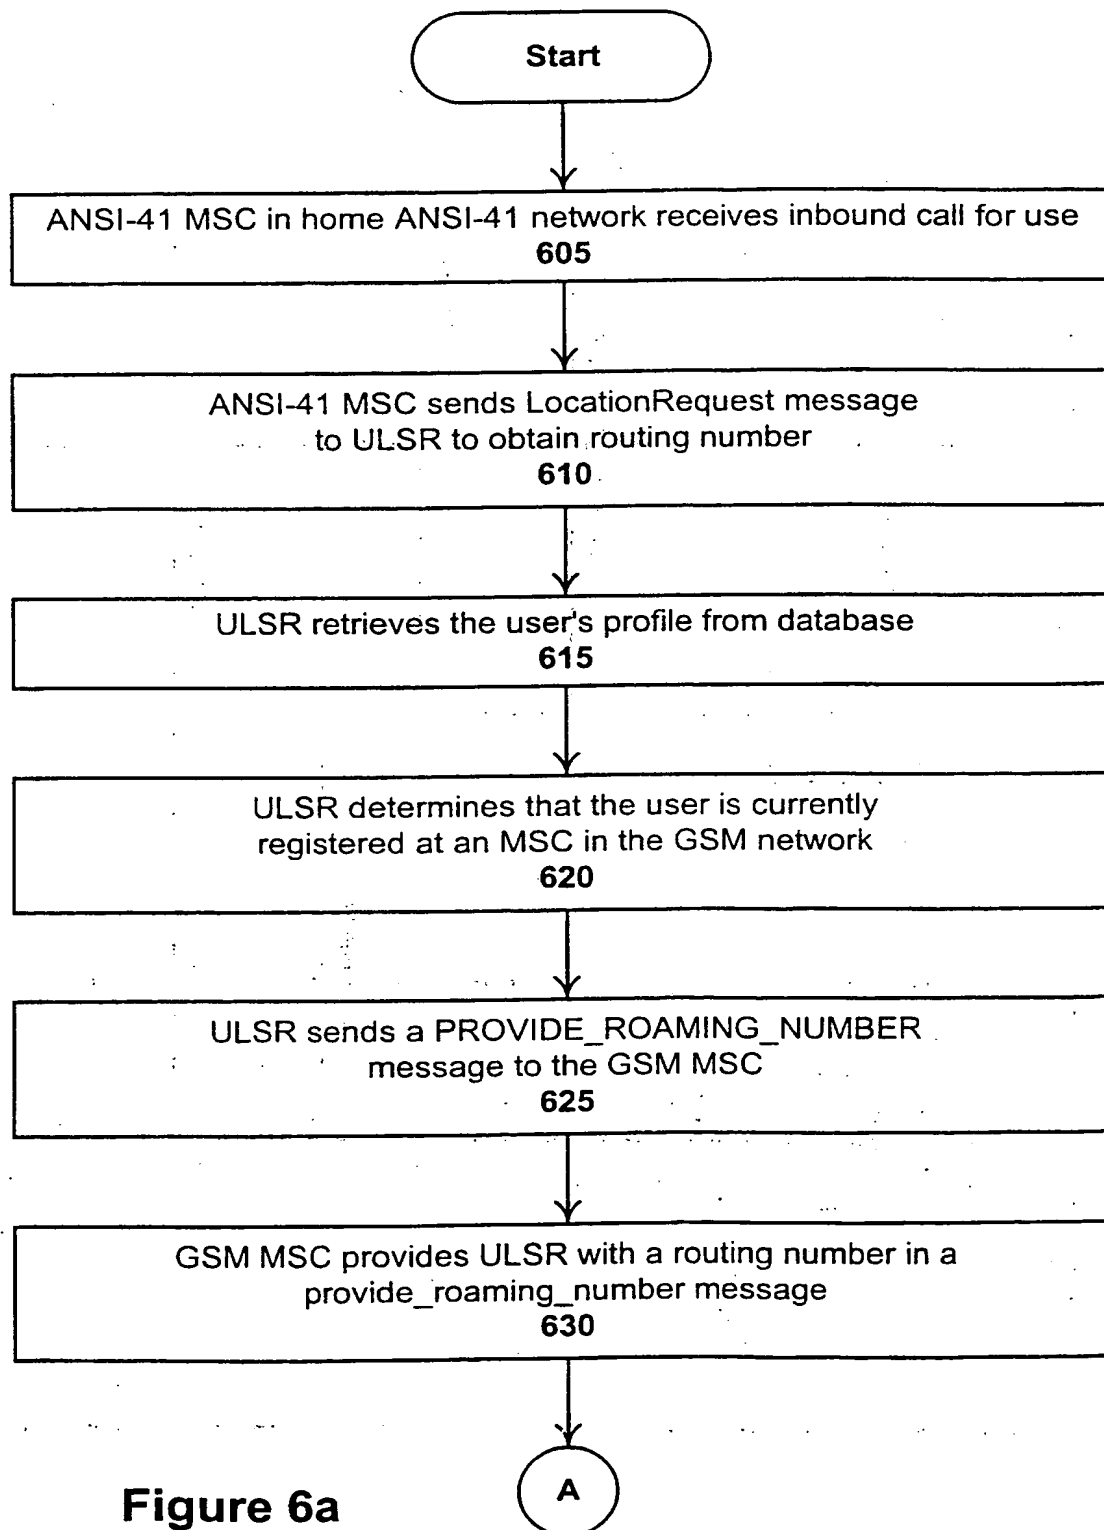 Start
ANSI-41 MSC in home ANSI-41 network receives inbound call for use
605
ANSI-41 MSC sends LocationRequest message
to ULSR to obtain routing number
610
ULSR retrieves the user's profile from database
615
ULSR determines that the user is currently
registered at an MSC in the GSM network
620
ULSR sends a PROVIDE_ROAMING_NUMBER
message to the GSM MSC
625
GSM MSC provides ULSR with a routing number in a
provide_roaming_number message
630
A
Figure 6a